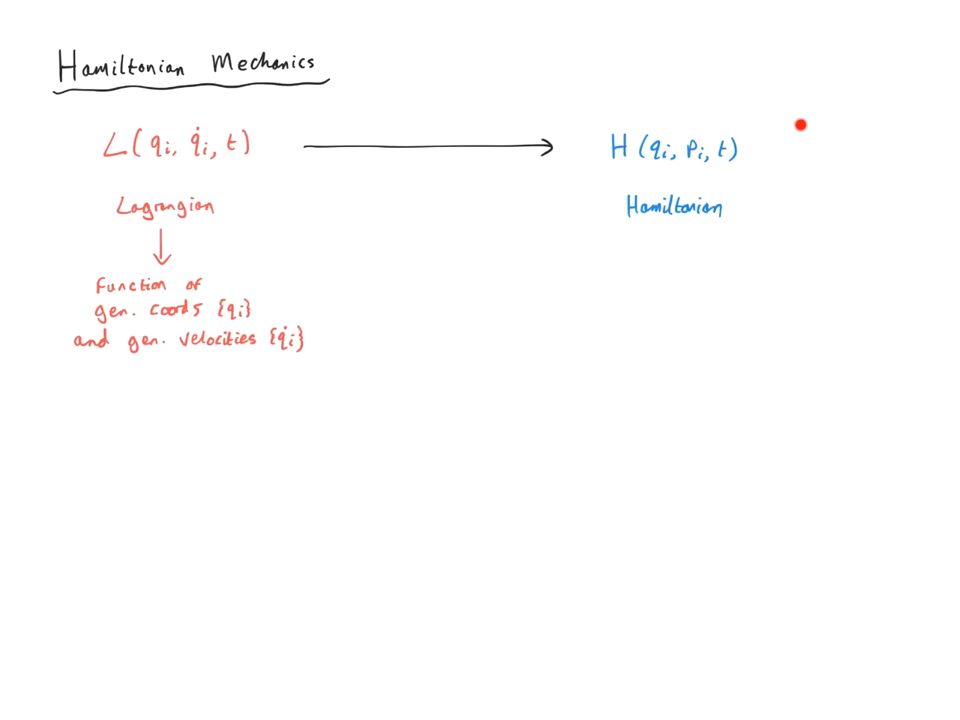 Hamiltonian Mechanics
L(qi, q̇i, t)
H(qi, pi, t)
Lagrangian
Hamiltonian
Function of
gen. coords {qi}
and gen. velocities {q̇i}